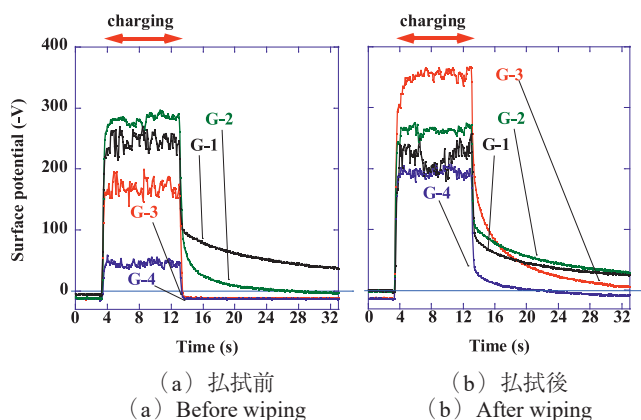 charging
charging
Surface potential (-V)
400
300
200
100
0
G-2
G-1
G-3
G-4
0 4 8 12 16 20 24 28 33
Time (s)
G-3
G-2
G-4
G-1
0 4 8 12 16 20 24 28 33
Time (s)
（a）払拭前
(a) Before wiping
（b）払拭後
(b) After wiping